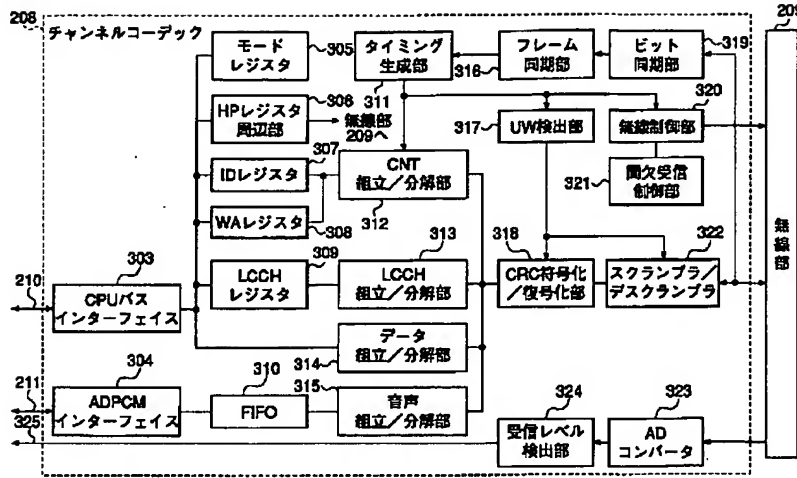 208
チャンネルコーデック
209
モード
レジスタ
305
タイミング
生成部
311
フレーム
同期部
316
ビット
同期部
319
HPレジスタ
周辺部
306
無線部
209へ
317
UW検出部
320
無線制御部
IDレジスタ
307
CNT
組立/分解部
312
321
間欠受信
制御部
WAレジスタ
308
無線部
303
CPUバス
インターフェイス
210
LCCH
レジスタ
309
LCCH
組立/分解部
313
318
CRC符号化
/復号化部
322
スクランブラ/
デスクランブラ
データ
組立/分解部
314
304
ADPCM
インターフェイス
211
310
FIFO
315
音声
組立/分解部
325
324
受信レベル
検出部
323
AD
コンバータ